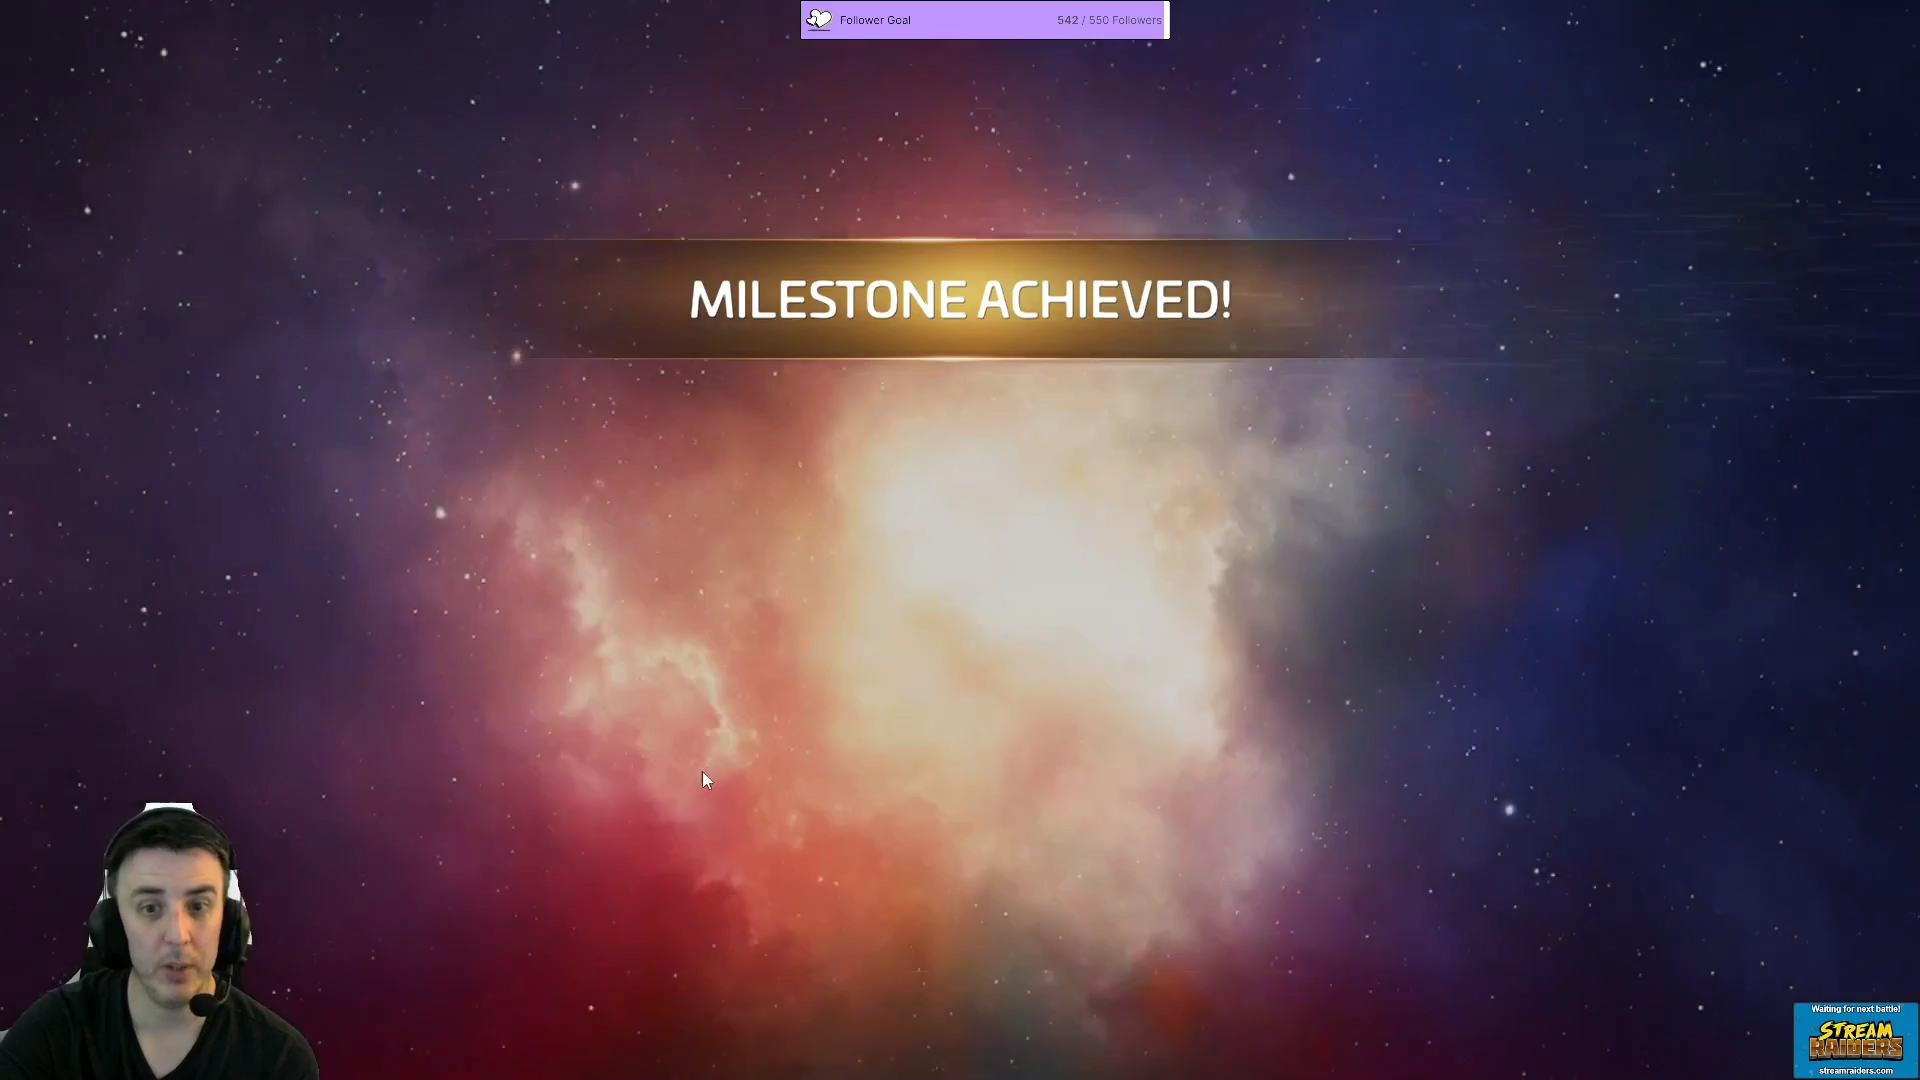 Follower Goal
542 / 550 Followers
MILESTONE ACHIEVED!
Waiting for next battle!
STREAM
RAIDERS
streamraiders.com